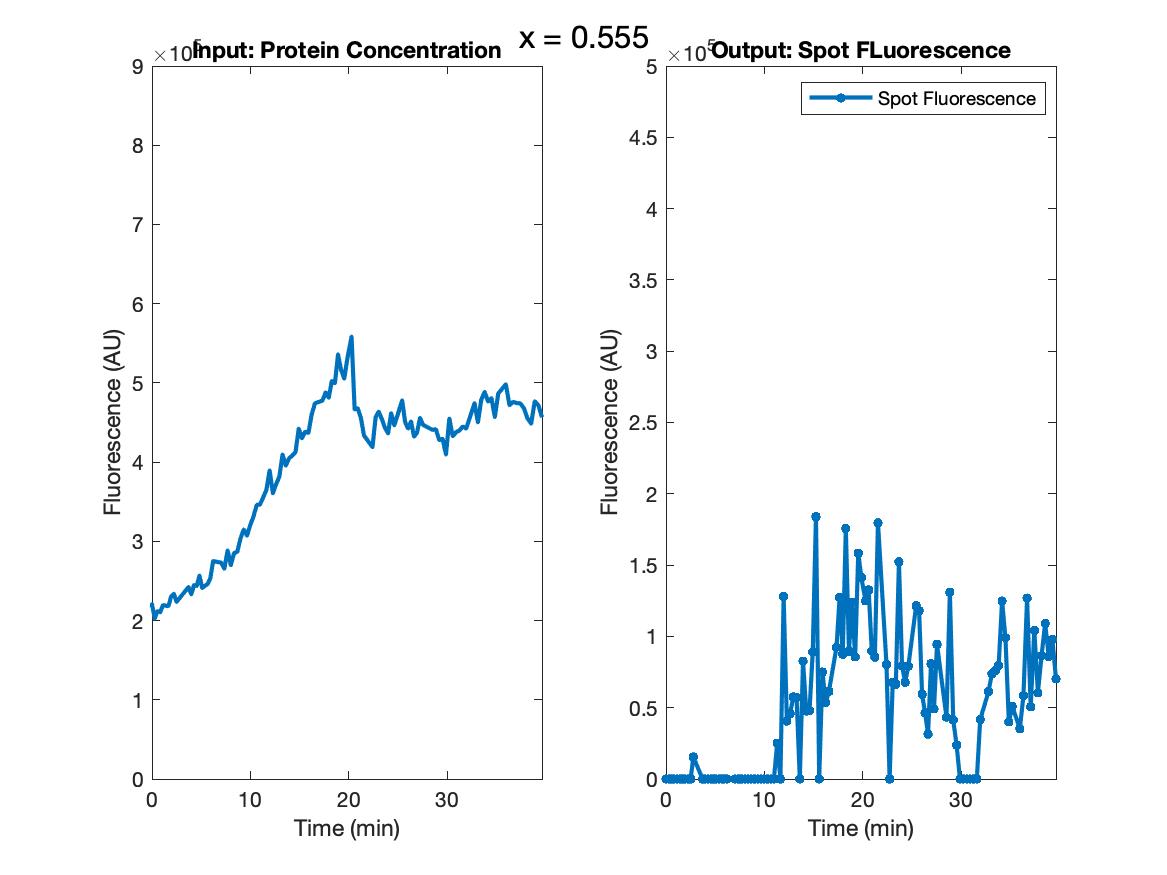 x = 0.555
×10⁵
Input: Protein Concentration
9
8
7
6
5
4
3
2
1
0
Fluorescence (AU)
0 10 20 30
Time (min)
×10⁵
Output: Spot FLuorescence
Spot Fluorescence
5
4.5
4
3.5
3
2.5
2
1.5
1
0.5
0
Fluorescence (AU)
0 10 20 30
Time (min)